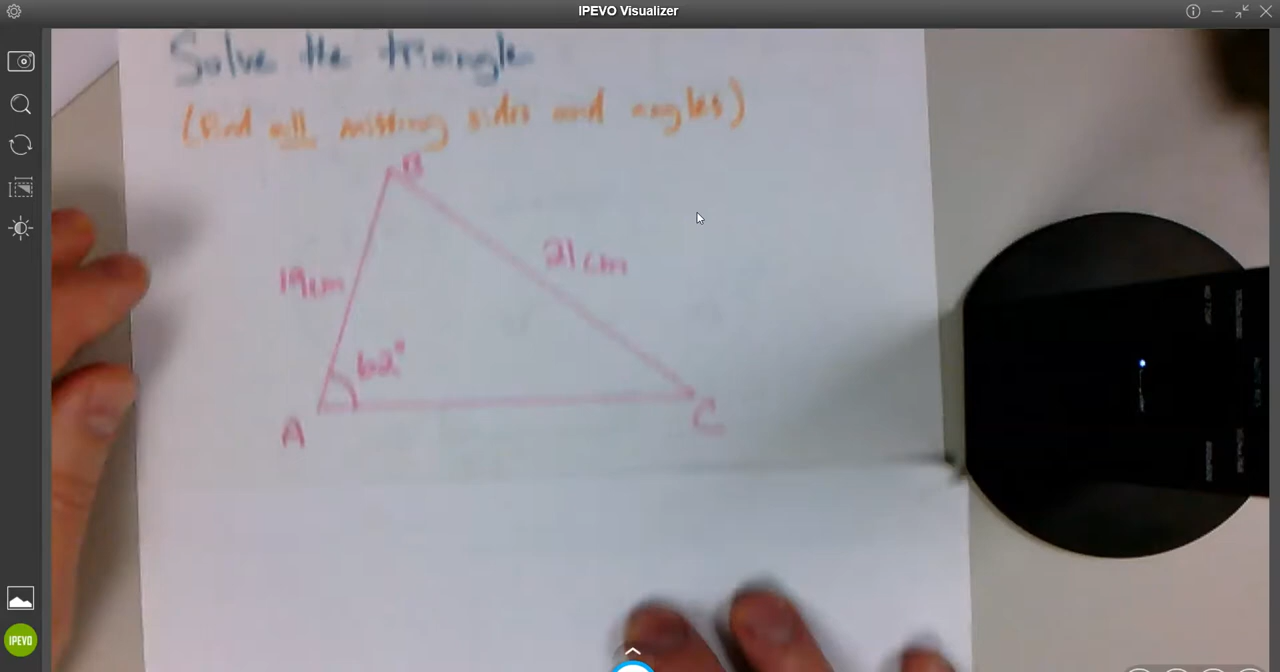 IPEVO Visualizer
Solve the triangle
(Find all missing sides and angles)
B
21cm
19cm
62°
A
C
IPEVO